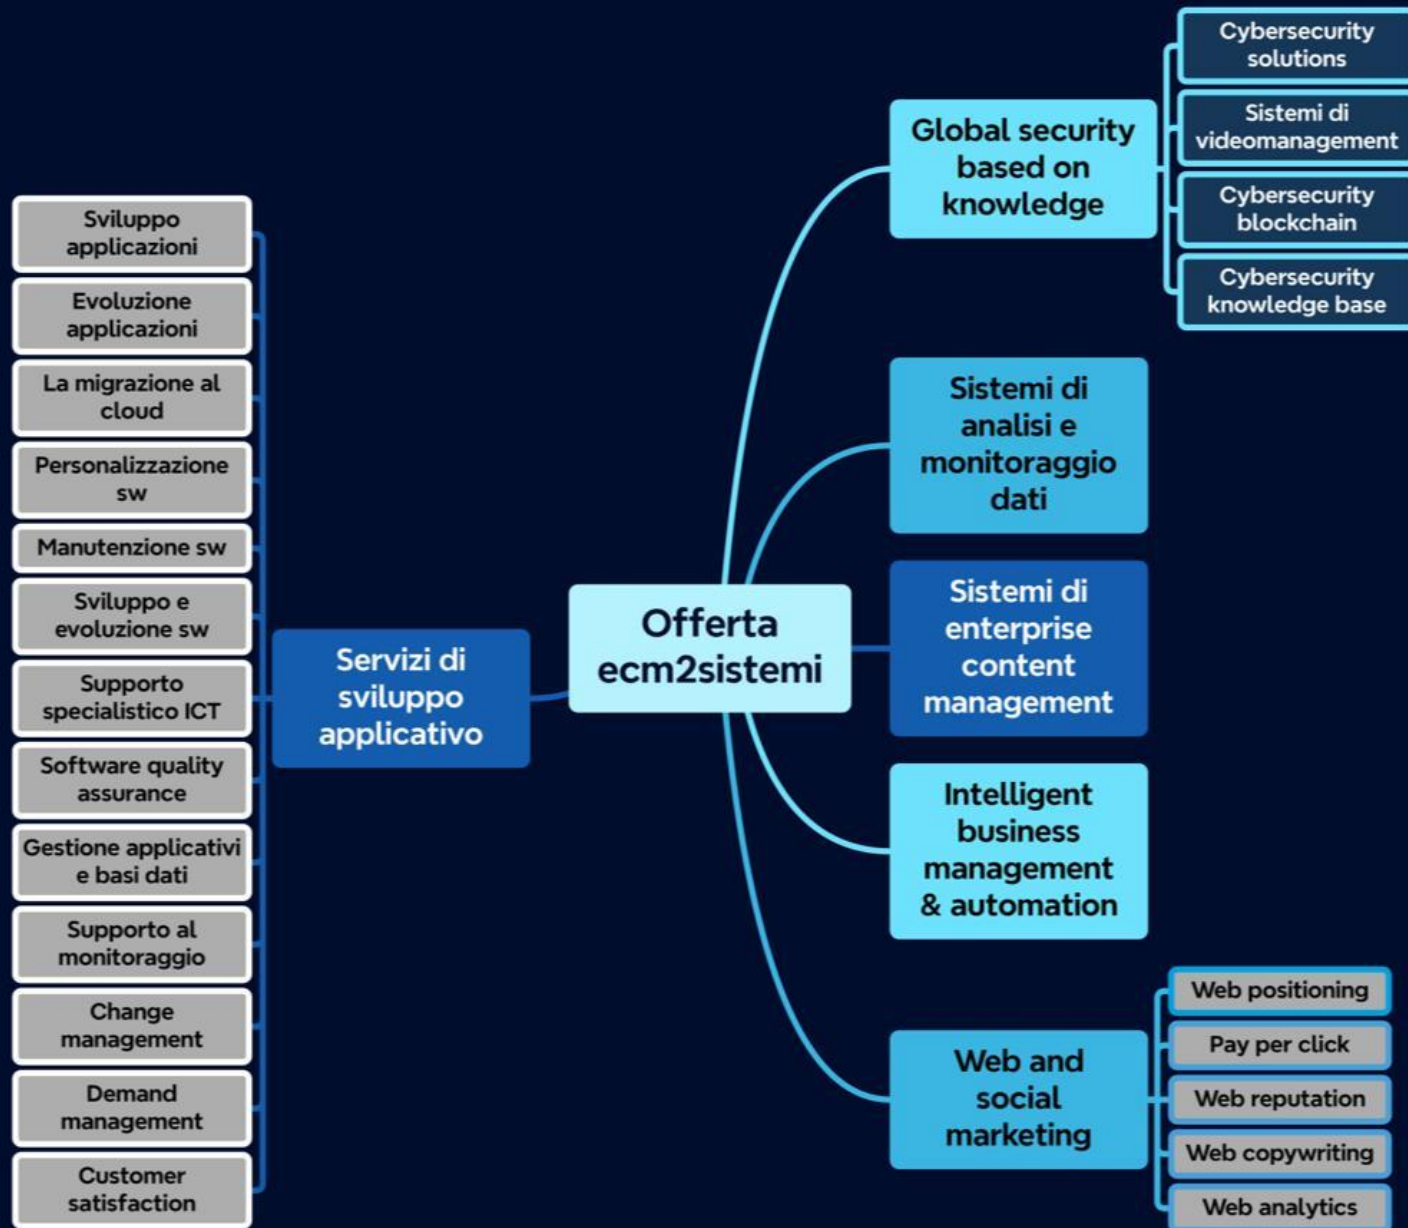 Offerta
ecm2sistemi
Servizi di
sviluppo
applicativo
Sviluppo
applicazioni
Evoluzione
applicazioni
La migrazione al
cloud
Personalizzazione
sw
Manutenzione sw
Sviluppo e
evoluzione sw
Supporto
specialistico ICT
Software quality
assurance
Gestione applicativi
e basi dati
Supporto al
monitoraggio
Change
management
Demand
management
Customer
satisfaction
Global security
based on
knowledge
Cybersecurity
solutions
Sistemi di
videomanagement
Cybersecurity
blockchain
Cybersecurity
knowledge base
Sistemi di
analisi e
monitoraggio
dati
Sistemi di
enterprise
content
management
Intelligent
business
management
& automation
Web and
social
marketing
Web positioning
Pay per click
Web reputation
Web copywriting
Web analytics